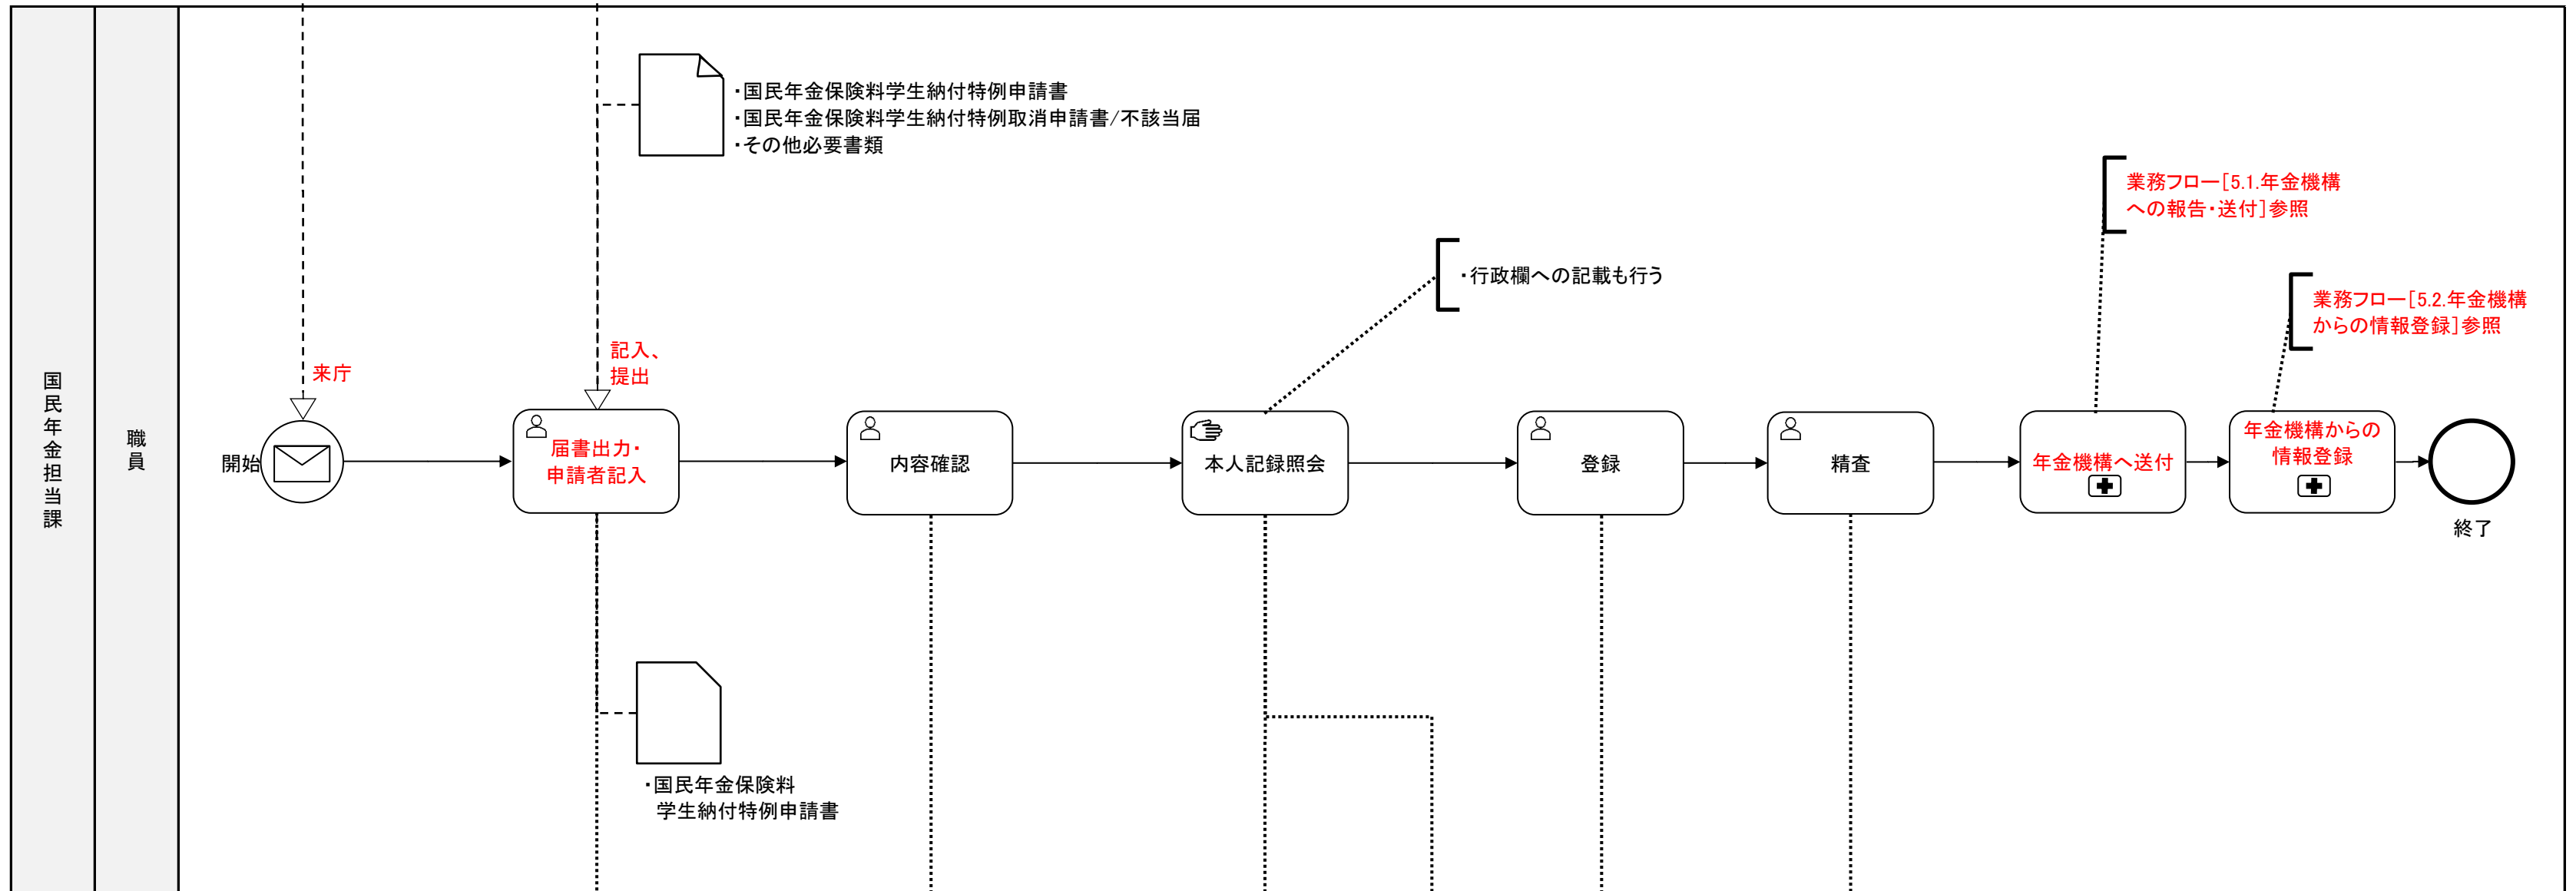 国民年金担当課
職員
・国民年金保険料学生納付特例申請書
・国民年金保険料学生納付特例取消申請書/不該当届
・その他必要書類
業務フロー[5.1.年金機構
への報告・送付]参照
・行政欄への記載も行う
業務フロー[5.2.年金機構
からの情報登録]参照
来庁
記入、
提出
開始
届書出力・
申請者記入
内容確認
本人記録照会
登録
精査
年金機構へ送付
年金機構からの
情報登録
終了
・国民年金保険料
学生納付特例申請書